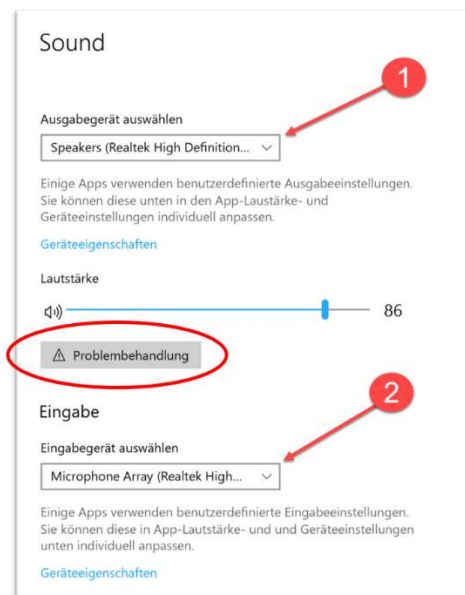 Sound
1
Ausgabegerät auswählen
Speakers (Realtek High Definition...
Einige Apps verwenden benutzerdefinierte Ausgabeeinstellungen.
Sie können diese unten in den App-Laustärke- und
Geräteeinstellungen individuell anpassen.
Geräteeigenschaften
Lautstärke
86
Problembehandlung
2
Eingabe
Eingabegerät auswählen
Microphone Array (Realtek High...
Einige Apps verwenden benutzerdefinierte Eingabeeinstellungen.
Sie können diese in App-Lautstärke- und und Geräteeinstellungen
unten individuell anpassen.
Geräteeigenschaften